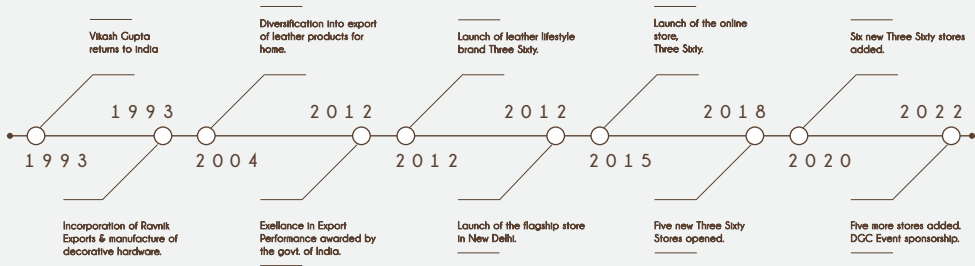 Vikash Gupta
returns to india
Diversification into export
of leather products for
home.
Launch of leather lifestyle
brand Three Sixty.
Launch of the online
store,
Three Sixty.
Six new Three Sixty stores
added.
1993
2012
2012
2018
2022
1993
2004
2012
2015
2020
Incorporation of Ravnik
Exports & manufacture of
decorative hardware.
Exellance in Export
Performance awarded by
the govt. of India.
Launch of the flagship store
in New Delhi.
Five new Three Sixty
Stores opened.
Five more stores added.
DGC Event sponsorship.